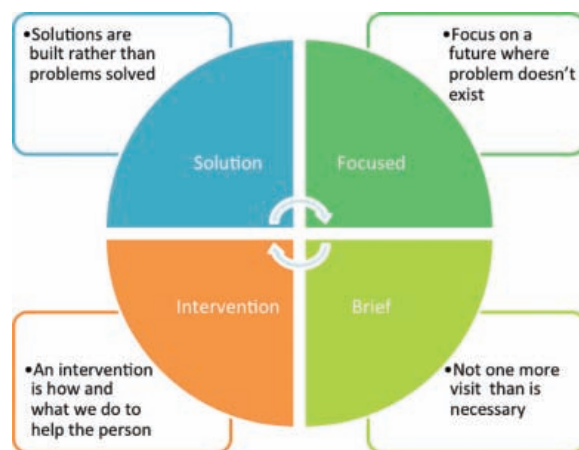 •Solutions are
built rather than
problems solved
•Focus on a
future where
problem doesn't
exist
Solution
Focused
Intervention
Brief
•An intervention
is how and
what we do to
help the person
•Not one more
visit than is
necessary